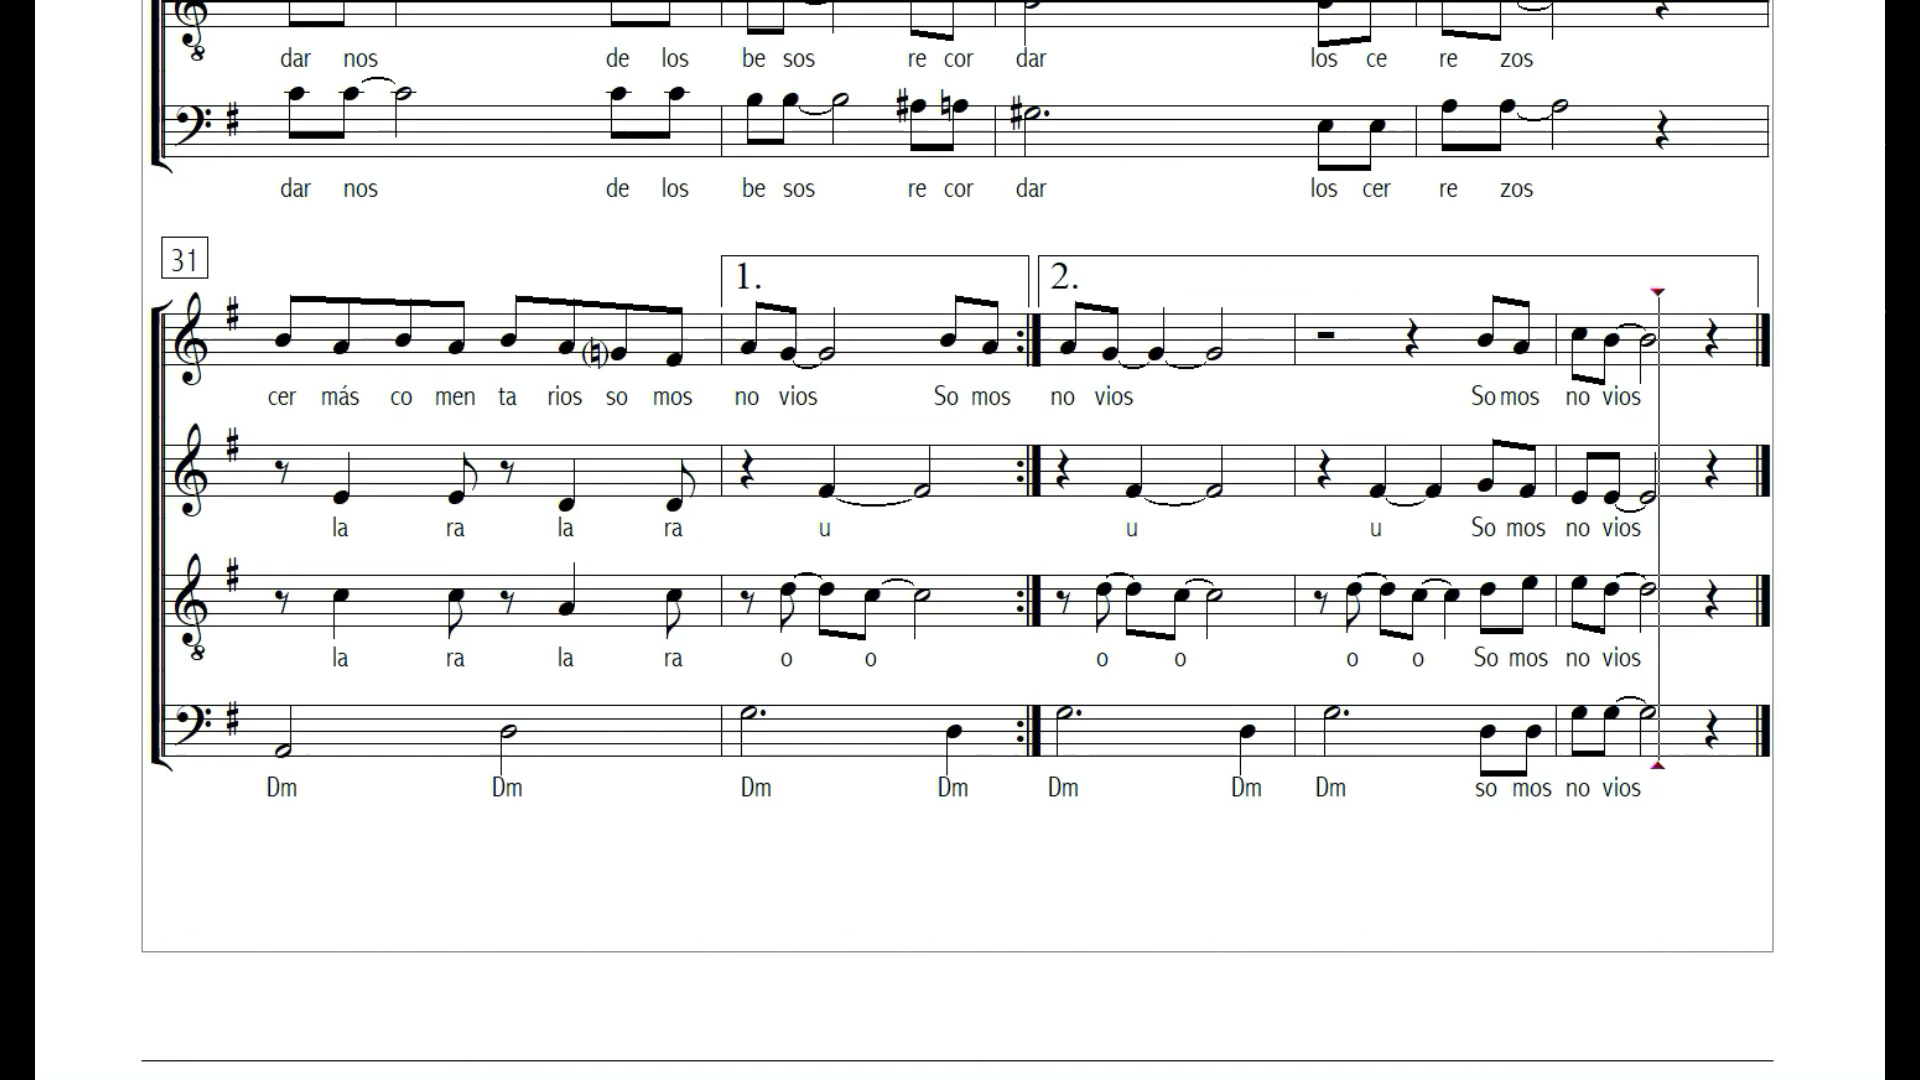 dar nos de los be sos re cor dar los ce re zos
dar nos de los be sos re cor dar los cer re zos
31
1. 2.
cer más co men ta rios so mos no vios So mos no vios So mos no vios
la ra la ra u u u So mos no vios
8
la ra la ra o o o o o o So mos no vios
Dm Dm Dm Dm Dm Dm Dm so mos no vios